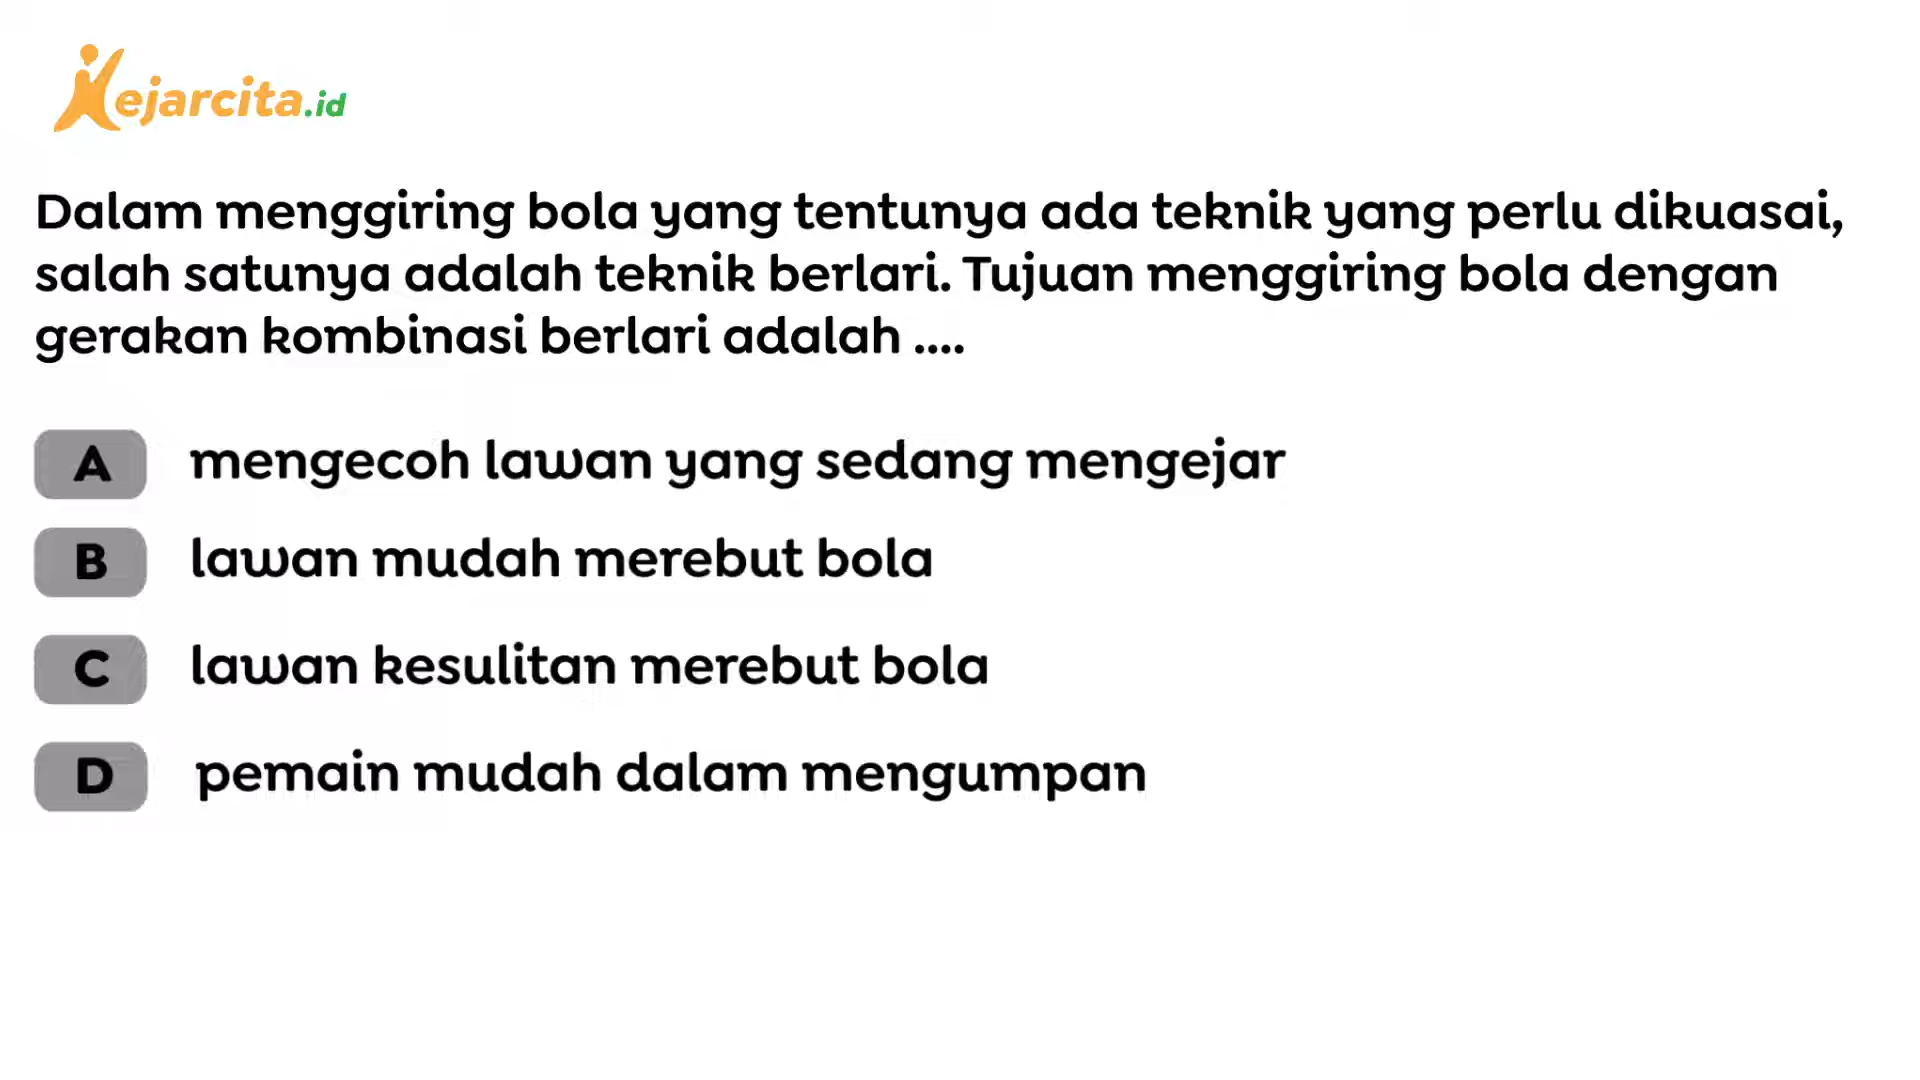 Kejarcita.id
Dalam menggiring bola yang tentunya ada teknik yang perlu dikuasai,
salah satunya adalah teknik berlari. Tujuan menggiring bola dengan
gerakan kombinasi berlari adalah ....
A mengecoh lawan yang sedang mengejar
B lawan mudah merebut bola
C lawan kesulitan merebut bola
D pemain mudah dalam mengumpan